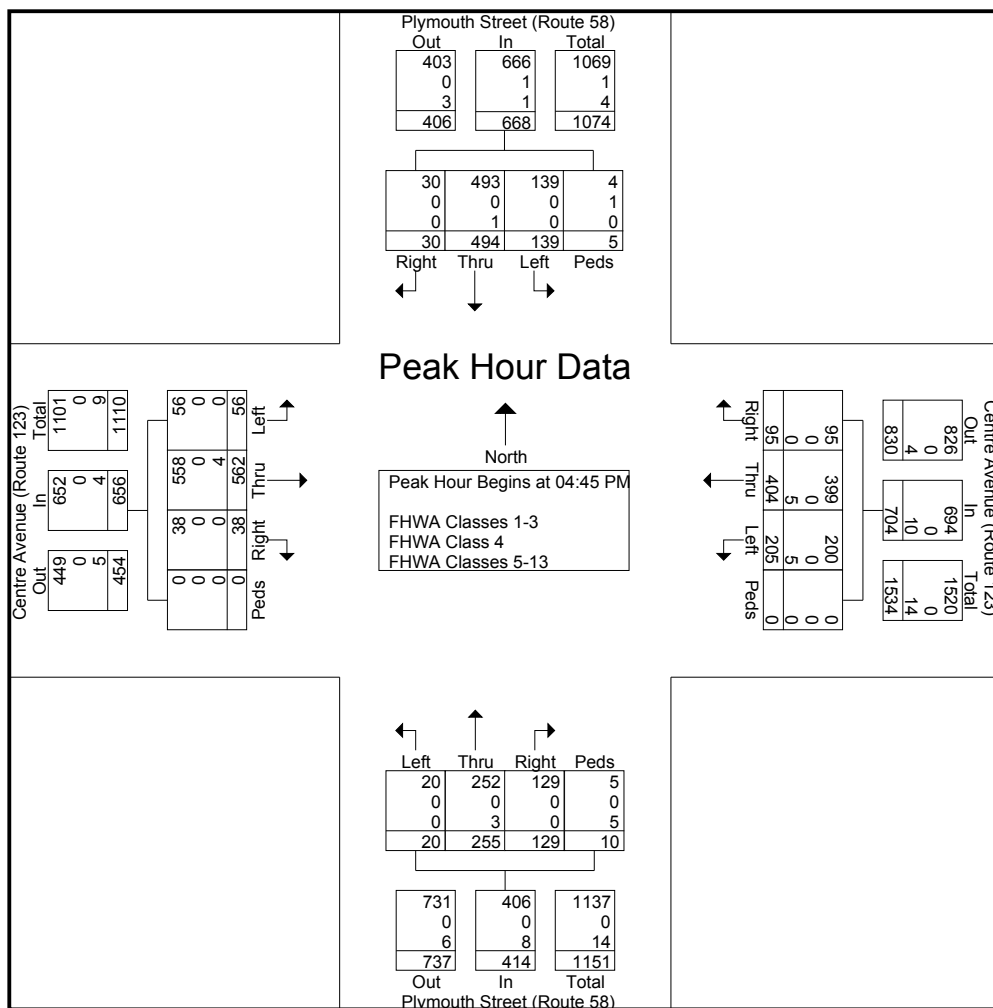 Plymouth Street (Route 58)
Out In Total
403 666 1069
0 1 1
3 1 4
406 668 1074
30 493 139 4
0 0 0 1
0 1 0 0
30 494 139 5
Right Thru Left Peds
Peak Hour Data
North
Peak Hour Begins at 04:45 PM
FHWA Classes 1-3
FHWA Class 4
FHWA Classes 5-13
Centre Avenue (Route 123)
Out In Total
449 652 1101
0 0 0
5 4 9
454 656 1110
0 38 558 56
0 0 0 0
0 0 4 0
0 38 562 56
Peds Right Thru Left
Centre Avenue (Route 123)
Out In Total
826 694 1520
0 0 0
4 10 14
830 704 1534
95 399 200 0
0 0 0 0
0 5 5 0
95 404 205 0
Right Thru Left Peds
Left Thru Right Peds
20 252 129 5
0 0 0 0
0 3 0 5
20 255 129 10
731 406 1137
0 0 0
6 8 14
737 414 1151
Out In Total
Plymouth Street (Route 58)